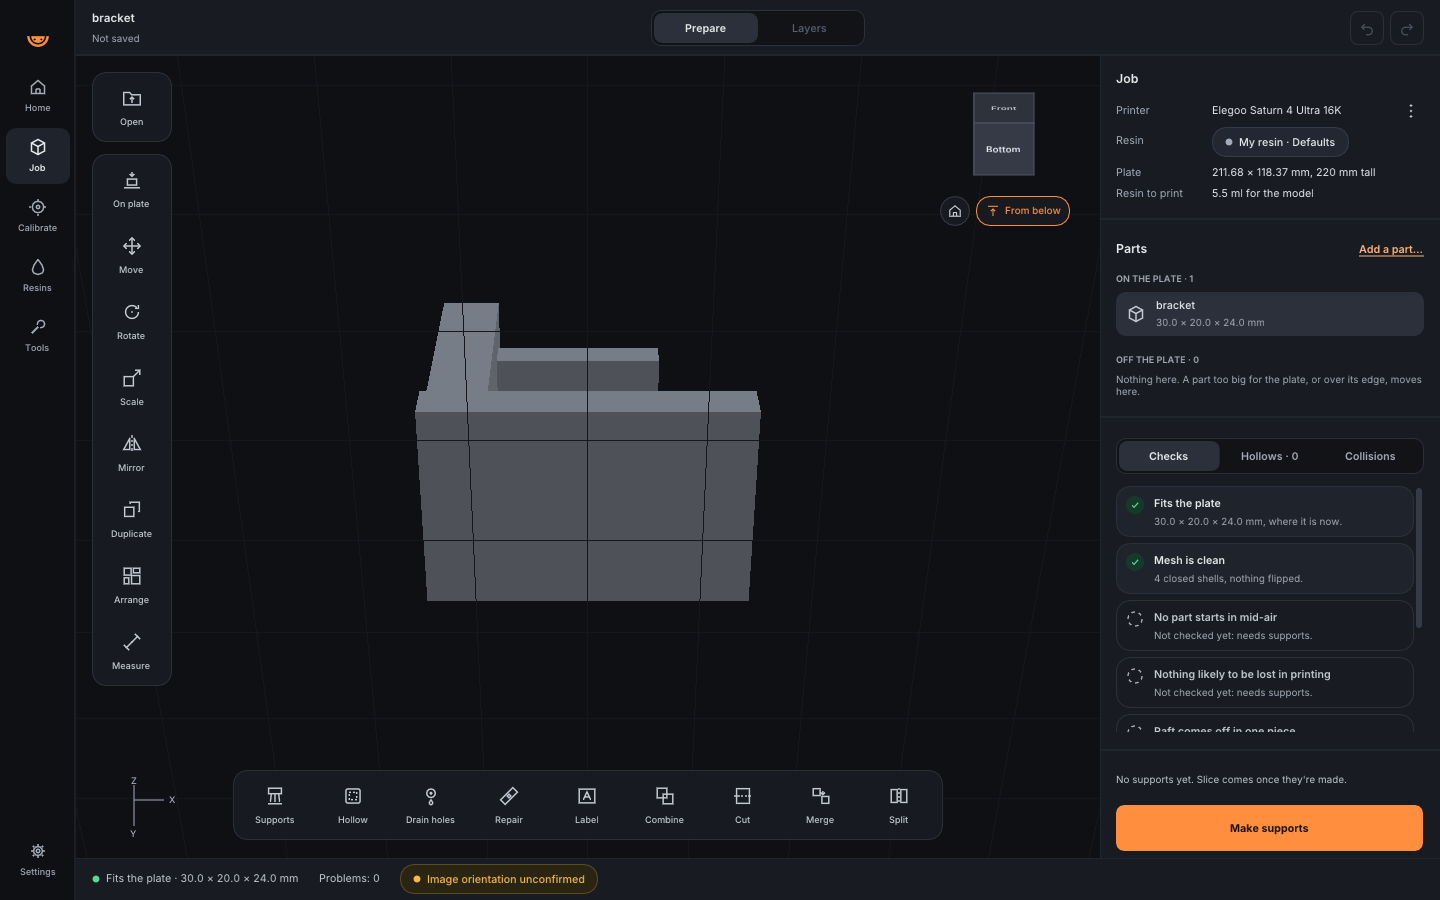 bracket
Not saved
Prepare
Layers
Home
Job
Calibrate
Resins
Tools
Settings
Open
On plate
Move
Rotate
Scale
Mirror
Duplicate
Arrange
Measure
Front
Bottom
From below
Z
X
Y
Supports
Hollow
Drain holes
Repair
Label
Combine
Cut
Merge
Split
Job
Printer Elegoo Saturn 4 Ultra 16K
Resin My resin · Defaults
Plate 211.68 × 118.37 mm, 220 mm tall
Resin to print 5.5 ml for the model
Parts Add a part...
ON THE PLATE · 1
bracket
30.0 × 20.0 × 24.0 mm
OFF THE PLATE · 0
Nothing here. A part too big for the plate, or over its edge, moves
here.
Checks Hollows · 0 Collisions
Fits the plate
30.0 × 20.0 × 24.0 mm, where it is now.
Mesh is clean
4 closed shells, nothing flipped.
No part starts in mid-air
Not checked yet: needs supports.
Nothing likely to be lost in printing
Not checked yet: needs supports.
Raft comes off in one piece
No supports yet. Slice comes once they're made.
Make supports
Fits the plate · 30.0 × 20.0 × 24.0 mm Problems: 0 Image orientation unconfirmed